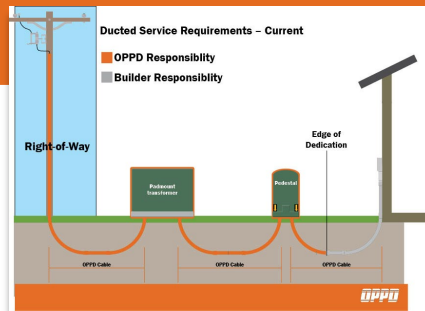 Ducted Service Requirements – Current
OPPD Responsiblity
Builder Responsiblity
Right-of-Way
Edge of
Dedication
Padmount
transformer
Pedestal
OPPD Cable
OPPD Cable
OPPD Cable
OPPD